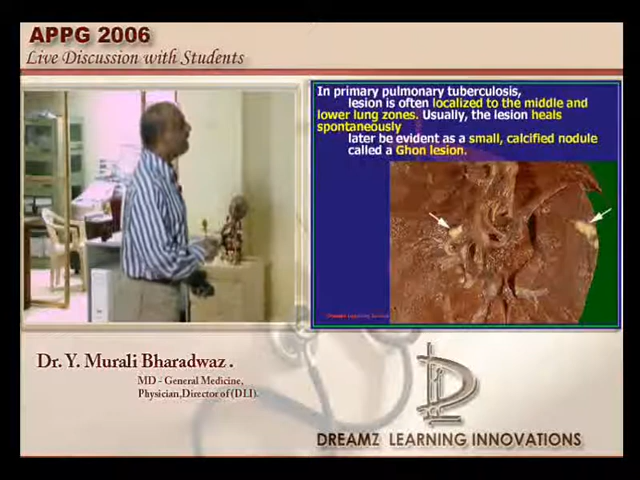 APPG 2006
Live Discussion with Students
In primary pulmonary tuberculosis,
lesion is often localized to the middle and
lower lung zones. Usually, the lesion heals
spontaneously
later be evident as a small, calcified nodule
called a Ghon lesion.
Dreamz Learning
Dr. Y. Murali Bharadwaz .
MD - General Medicine,
Physician,Director of (DLI).
DREAMZ LEARNING INNOVATIONS